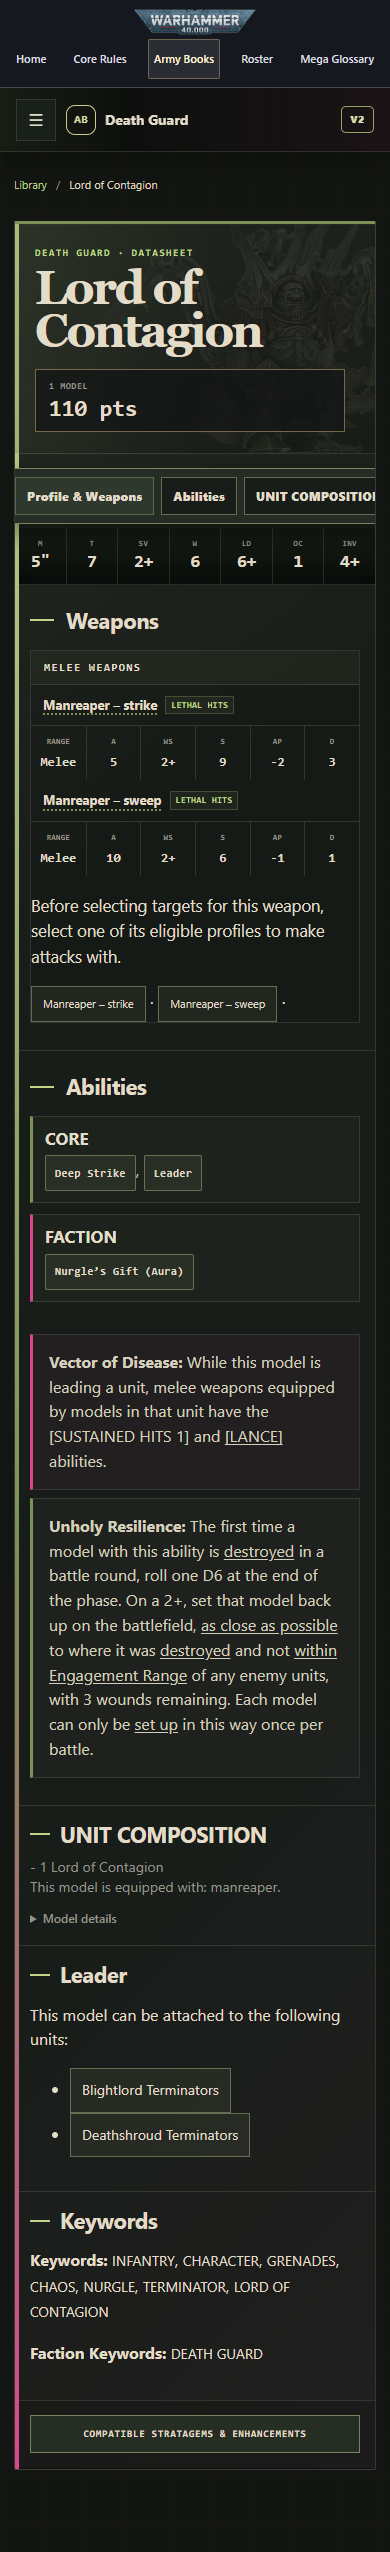 WARHAMMER
40,000
Home
Core Rules
Army Books
Roster
Mega Glossary
☰
AB
Death Guard
V2
Library / Lord of Contagion
DEATH GUARD · DATASHEET
Lord of
Contagion
1 MODEL
110 pts
Profile & Weapons
Abilities
UNIT COMPOSITION
M T SV W LD OC INV
5" 7 2+ 6 6+ 1 4+
Weapons
MELEE WEAPONS
Manreaper – strike LETHAL HITS
RANGE A WS S AP D
Melee 5 2+ 9 -2 3
Manreaper – sweep LETHAL HITS
RANGE A WS S AP D
Melee 10 2+ 6 -1 1
Before selecting targets for this weapon,
select one of its eligible profiles to make
attacks with.
Manreaper – strike · Manreaper – sweep ·
Abilities
CORE
Deep Strike, Leader
FACTION
Nurgle’s Gift (Aura)
Vector of Disease: While this model is
leading a unit, melee weapons equipped
by models in that unit have the
[SUSTAINED HITS 1] and [LANCE]
abilities.
Unholy Resilience: The first time a
model with this ability is destroyed in a
battle round, roll one D6 at the end of
the phase. On a 2+, set that model back
up on the battlefield, as close as possible
to where it was destroyed and not within
Engagement Range of any enemy units,
with 3 wounds remaining. Each model
can only be set up in this way once per
battle.
UNIT COMPOSITION
- 1 Lord of Contagion
This model is equipped with: manreaper.
▶ Model details
Leader
This model can be attached to the following
units:
• Blightlord Terminators
• Deathshroud Terminators
Keywords
Keywords: INFANTRY, CHARACTER, GRENADES,
CHAOS, NURGLE, TERMINATOR, LORD OF
CONTAGION
Faction Keywords: DEATH GUARD
COMPATIBLE STRATAGEMS & ENHANCEMENTS